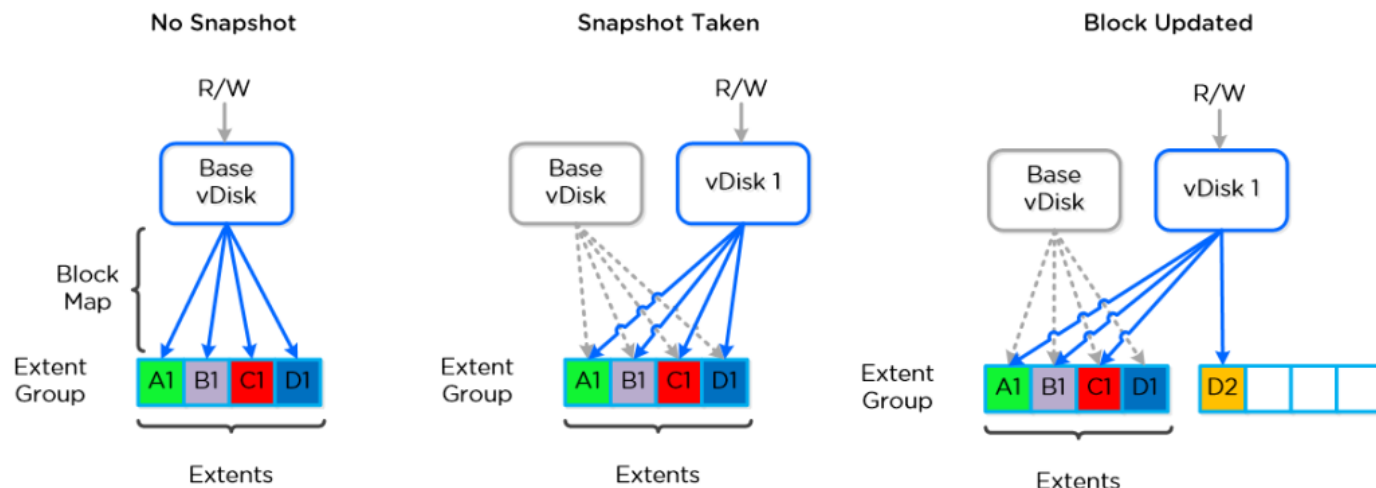 No Snapshot
R/W
Base
vDisk
Block
Map
Extent
Group
A1 B1 C1 D1
Extents
Snapshot Taken
R/W
Base
vDisk
vDisk 1
Extent
Group
A1 B1 C1 D1
Extents
Block Updated
R/W
Base
vDisk
vDisk 1
Extent
Group
A1 B1 C1 D1
D2
Extents